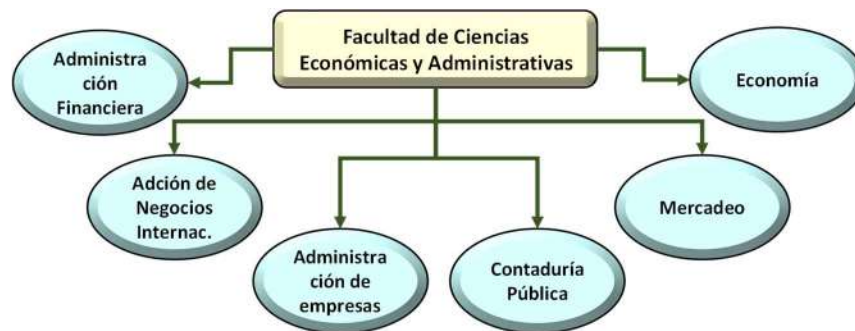 Facultad de Ciencias
Económicas y Administrativas
Administra
ción
Financiera
Economía
Adción de
Negocios
Internac.
Mercadeo
Administra
ción de
empresas
Contaduría
Pública